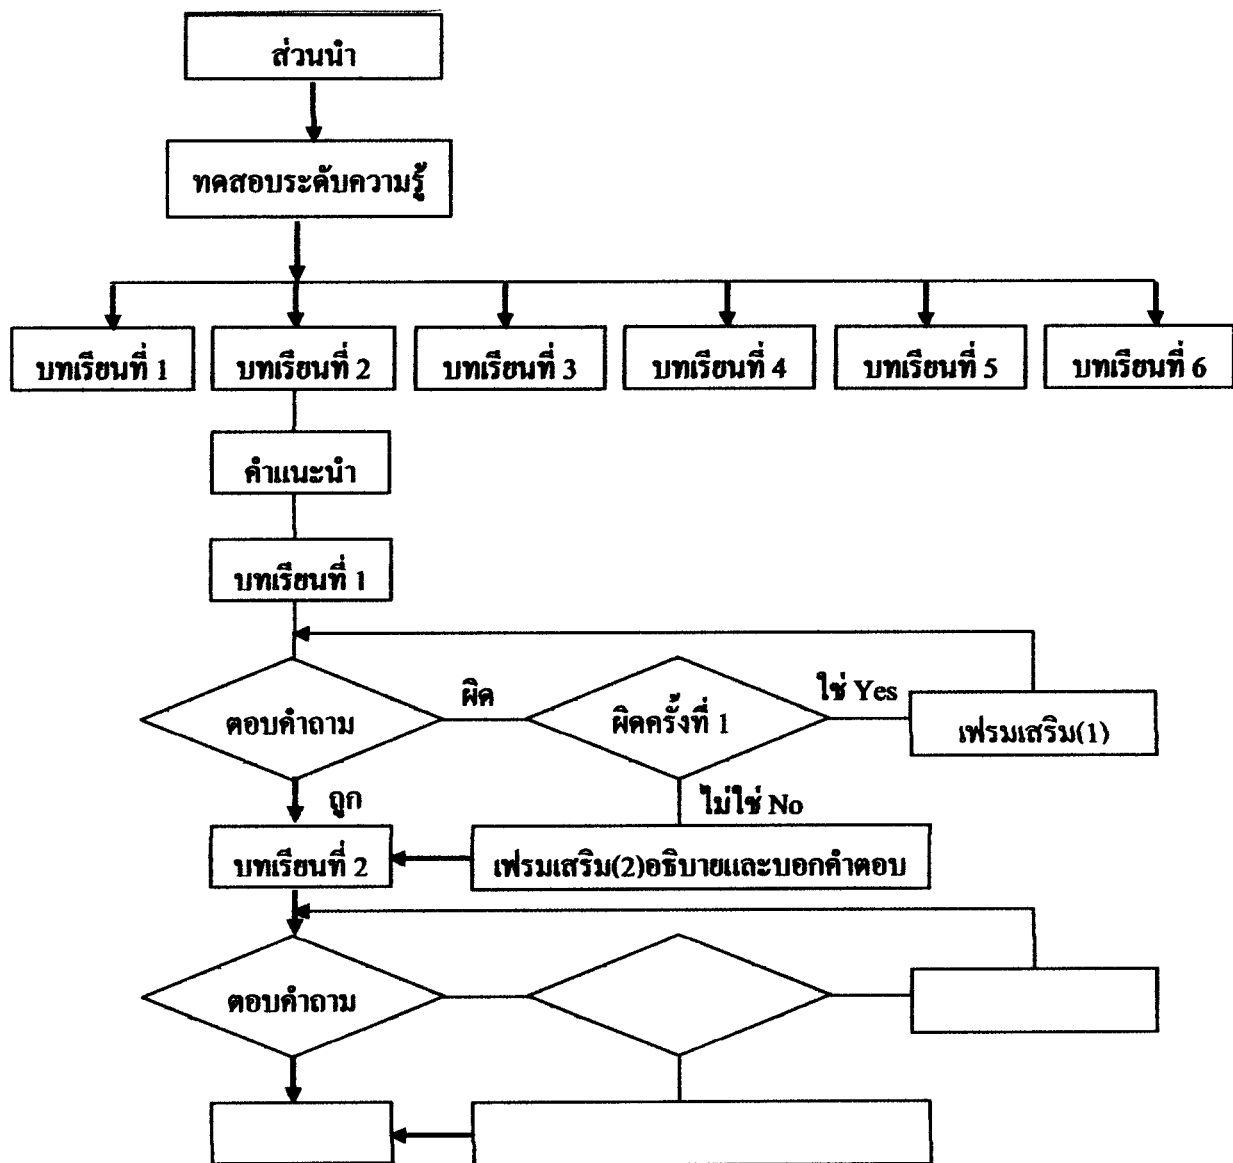 ส่วนนำ
ทดสอบระดับความรู้
บทเรียนที่ 1
บทเรียนที่ 2
บทเรียนที่ 3
บทเรียนที่ 4
บทเรียนที่ 5
บทเรียนที่ 6
คำแนะนำ
บทเรียนที่ 1
ตอบคำถาม
ผิด
ผิดครั้งที่ 1
ใช่ Yes
เฟรมเสริม(1)
ถูก
ไม่ใช่ No
บทเรียนที่ 2
เฟรมเสริม(2)อธิบายและบอกคำตอบ
ตอบคำถาม